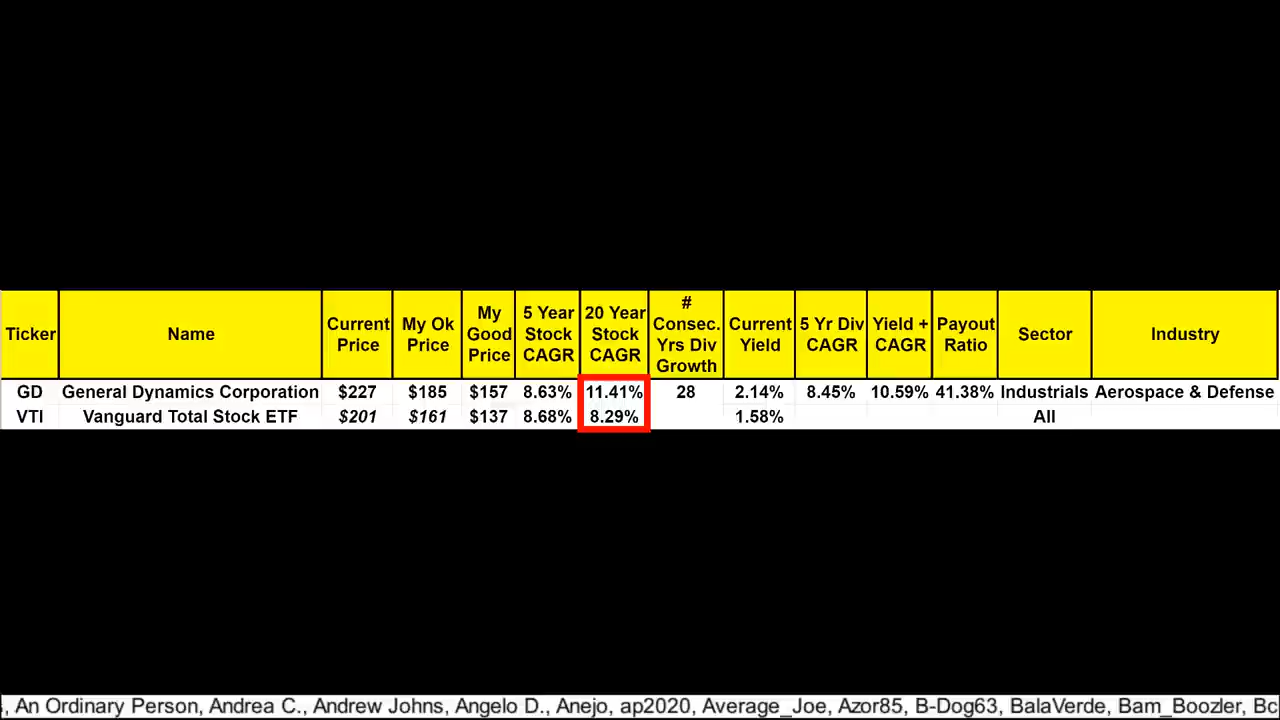 Ticker Name Current Price My Ok Price My Good Price 5 Year Stock CAGR 20 Year Stock CAGR # Consec. Yrs Div Growth Current Yield 5 Yr Div CAGR Yield + CAGR Payout Ratio Sector Industry
GD General Dynamics Corporation $227 $185 $157 8.63% 11.41% 28 2.14% 8.45% 10.59% 41.38% Industrials Aerospace & Defense
VTI Vanguard Total Stock ETF $201 $161 $137 8.68% 8.29% 1.58% All
An Ordinary Person, Andrea C., Andrew Johns, Angelo D., Anejo, ap2020, Average_Joe, Azor85, B-Dog63, BalaVerde, Bam_Boozler,